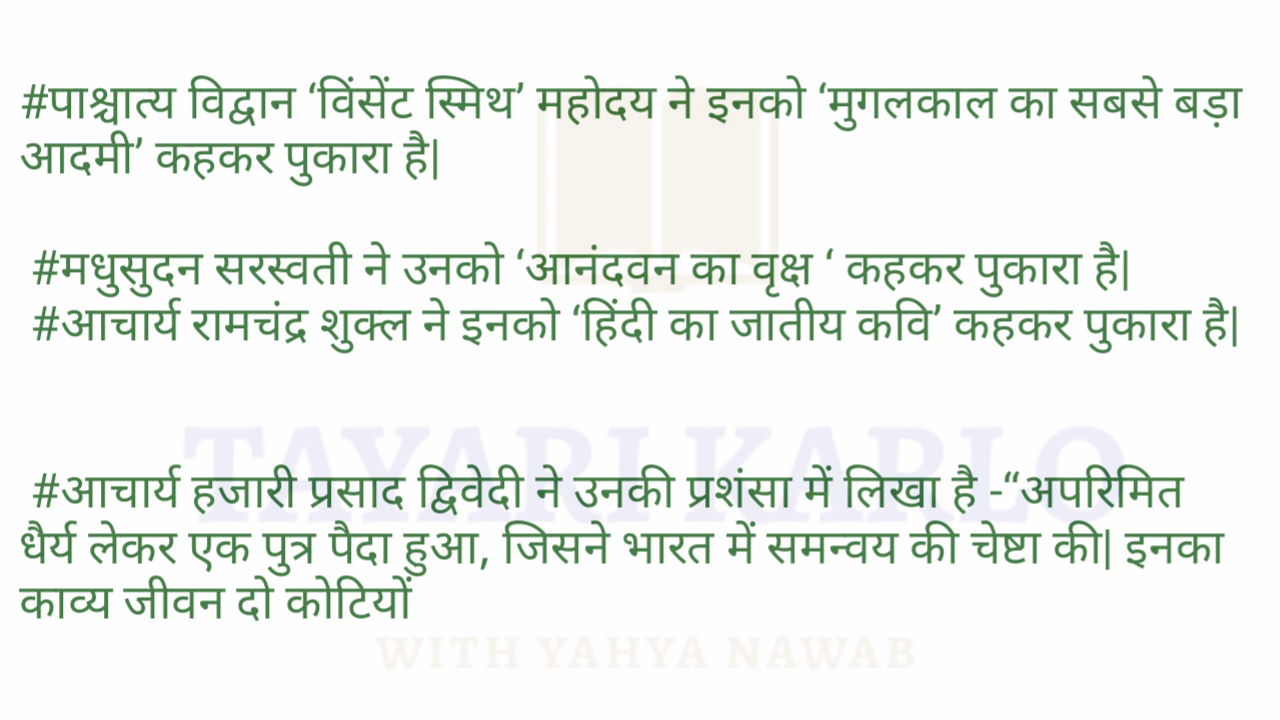 #पाश्चात्य विद्वान ‘विंसेंट स्मिथ’ महोदय ने इनको ‘मुगलकाल का सबसे बड़ा
आदमी’ कहकर पुकारा है|
#मधुसुदन सरस्वती ने उनको ‘आनंदवन का वृक्ष ‘ कहकर पुकारा है|
#आचार्य रामचंद्र शुक्ल ने इनको ‘हिंदी का जातीय कवि’ कहकर पुकारा है|
TAYARI KARLO
#आचार्य हजारी प्रसाद द्विवेदी ने उनकी प्रशंसा में लिखा है -“अपरिमित
धैर्य लेकर एक पुत्र पैदा हुआ, जिसने भारत में समन्वय की चेष्टा की| इनका
काव्य जीवन दो कोटियों
WITH YAHYA NAWAB